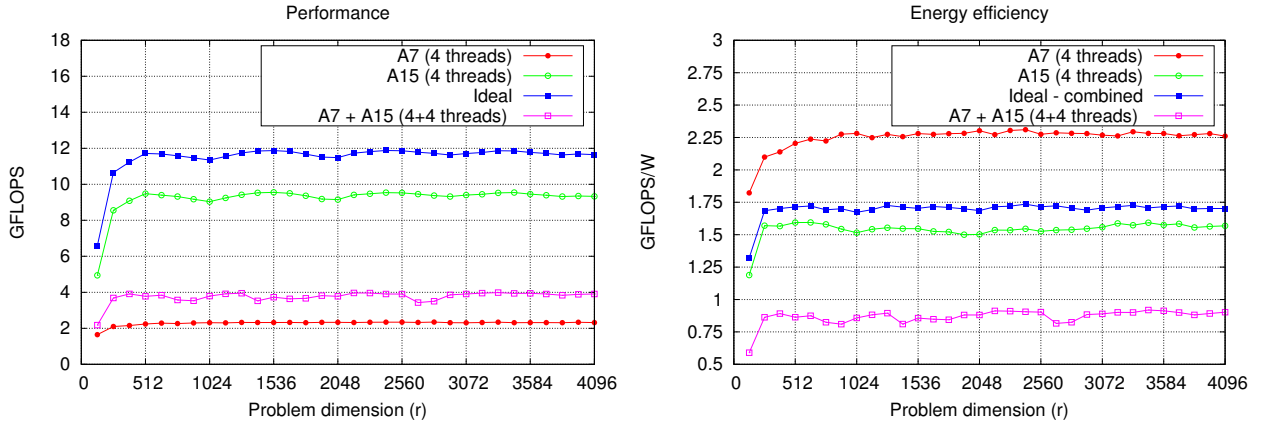 Performance
18
16
14
12
10
8
6
4
2
0
GFLOPS
A7 (4 threads)
A15 (4 threads)
Ideal
A7 + A15 (4+4 threads)
0 512 1024 1536 2048 2560 3072 3584 4096
Problem dimension (r)
Energy efficiency
3
2.75
2.5
2.25
2
1.75
1.5
1.25
1
0.75
0.5
GFLOPS/W
A7 (4 threads)
A15 (4 threads)
Ideal - combined
A7 + A15 (4+4 threads)
0 512 1024 1536 2048 2560 3072 3584 4096
Problem dimension (r)